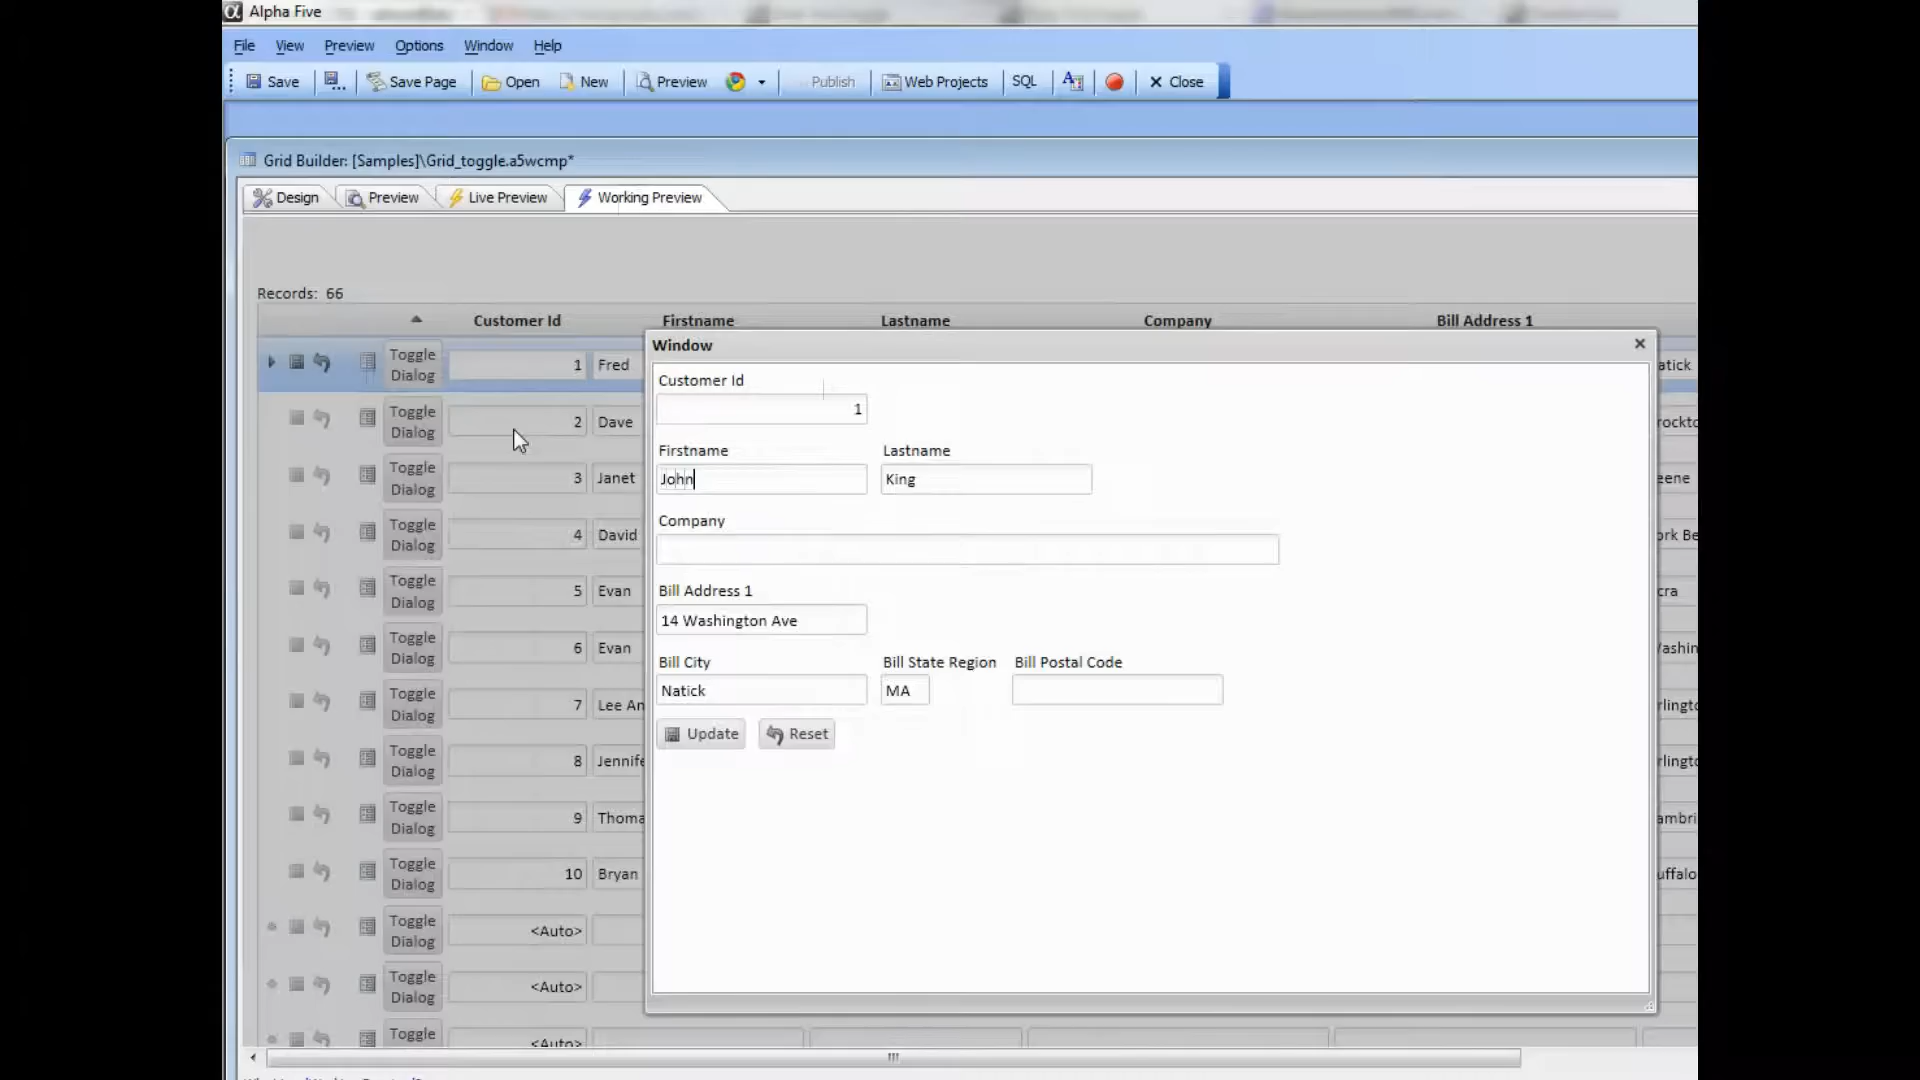 Alpha Five
File View Preview Options Window Help
Save Save Page Open New Preview Publish Web Projects SQL Close
Grid Builder: [Samples]\Grid_toggle.a5wcmp*
Design Preview Live Preview Working Preview
Records: 66
Customer Id Firstname Lastname Company Bill Address 1
Window
Toggle Dialog 1 Fred
Toggle Dialog 2 Dave
Toggle Dialog 3 Janet
Toggle Dialog 4 David
Toggle Dialog 5 Evan
Toggle Dialog 6 Evan
Toggle Dialog 7 Lee An
Toggle Dialog 8 Jennife
Toggle Dialog 9 Thoma
Toggle Dialog 10 Bryan
Toggle Dialog <Auto>
Toggle Dialog <Auto>
Toggle <Auto>
Customer Id
1
Firstname Lastname
John King
Company
Bill Address 1
14 Washington Ave
Bill City Bill State Region Bill Postal Code
Natick MA
Update Reset
atick
rockto
eene
ork Be
cra
ashin
rlingto
rlingto
ambri
uffalo